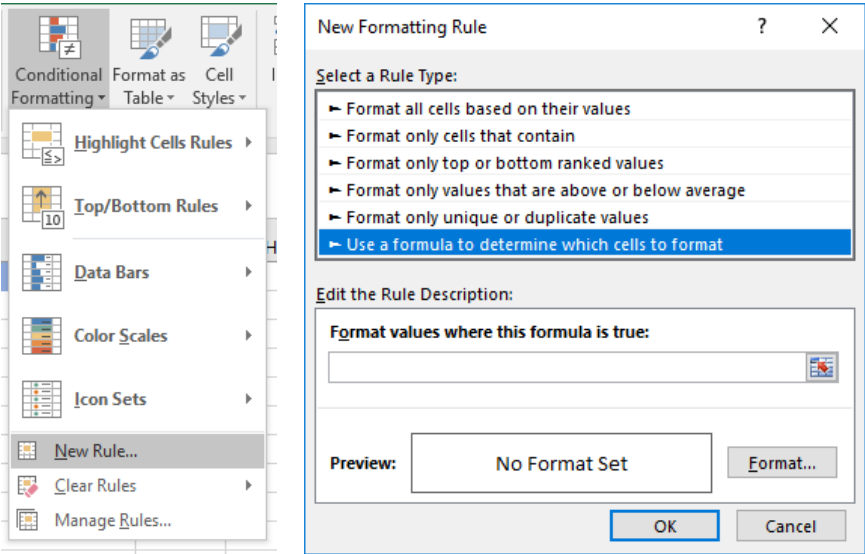 Conditional Formatting
Format as Table
Cell Styles
Highlight Cells Rules
Top/Bottom Rules
10
Data Bars
Color Scales
Icon Sets
New Rule...
Clear Rules
Manage Rules...
H
New Formatting Rule
?
Select a Rule Type:
► Format all cells based on their values
► Format only cells that contain
► Format only top or bottom ranked values
► Format only values that are above or below average
► Format only unique or duplicate values
► Use a formula to determine which cells to format
Edit the Rule Description:
Format values where this formula is true:
Preview:
No Format Set
Format...
OK
Cancel